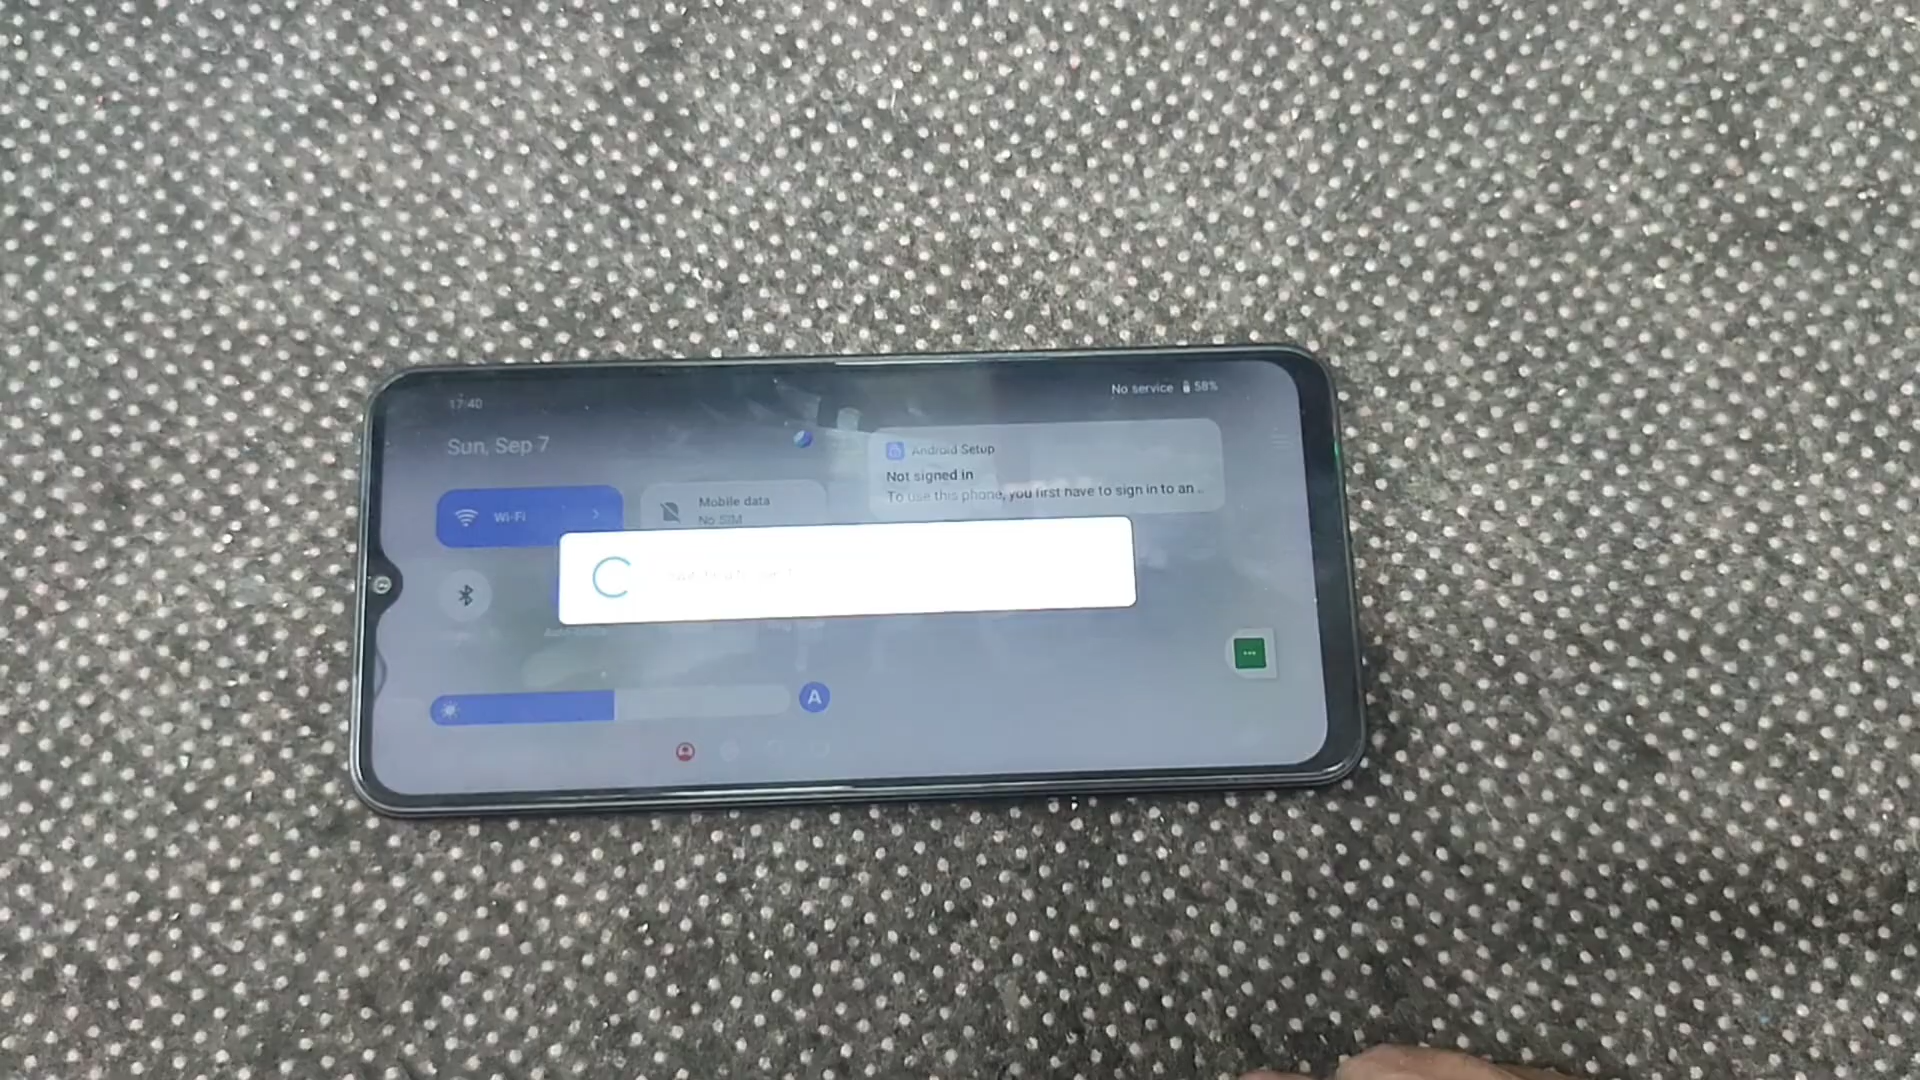 17:40
No service 58%
Sun, Sep 7
Android Setup
Not signed in
To use this phone, you first have to sign in to an ..
Wi-Fi
Mobile data
No SIM
A